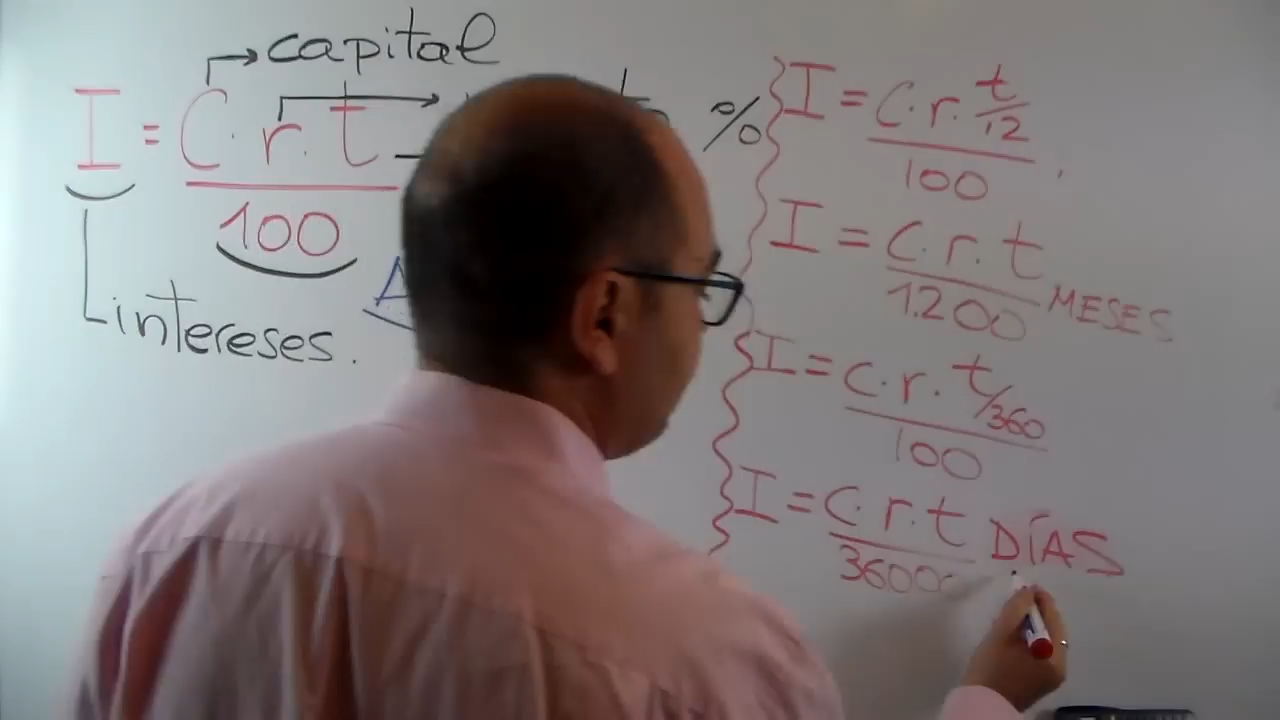 capital
I = C. r. t
100
intereses.
%
I = C. r. t/12
100
I = C. r. t
1.200 MESES
I = C. r. t/360
100
I = C. r. t DÍAS